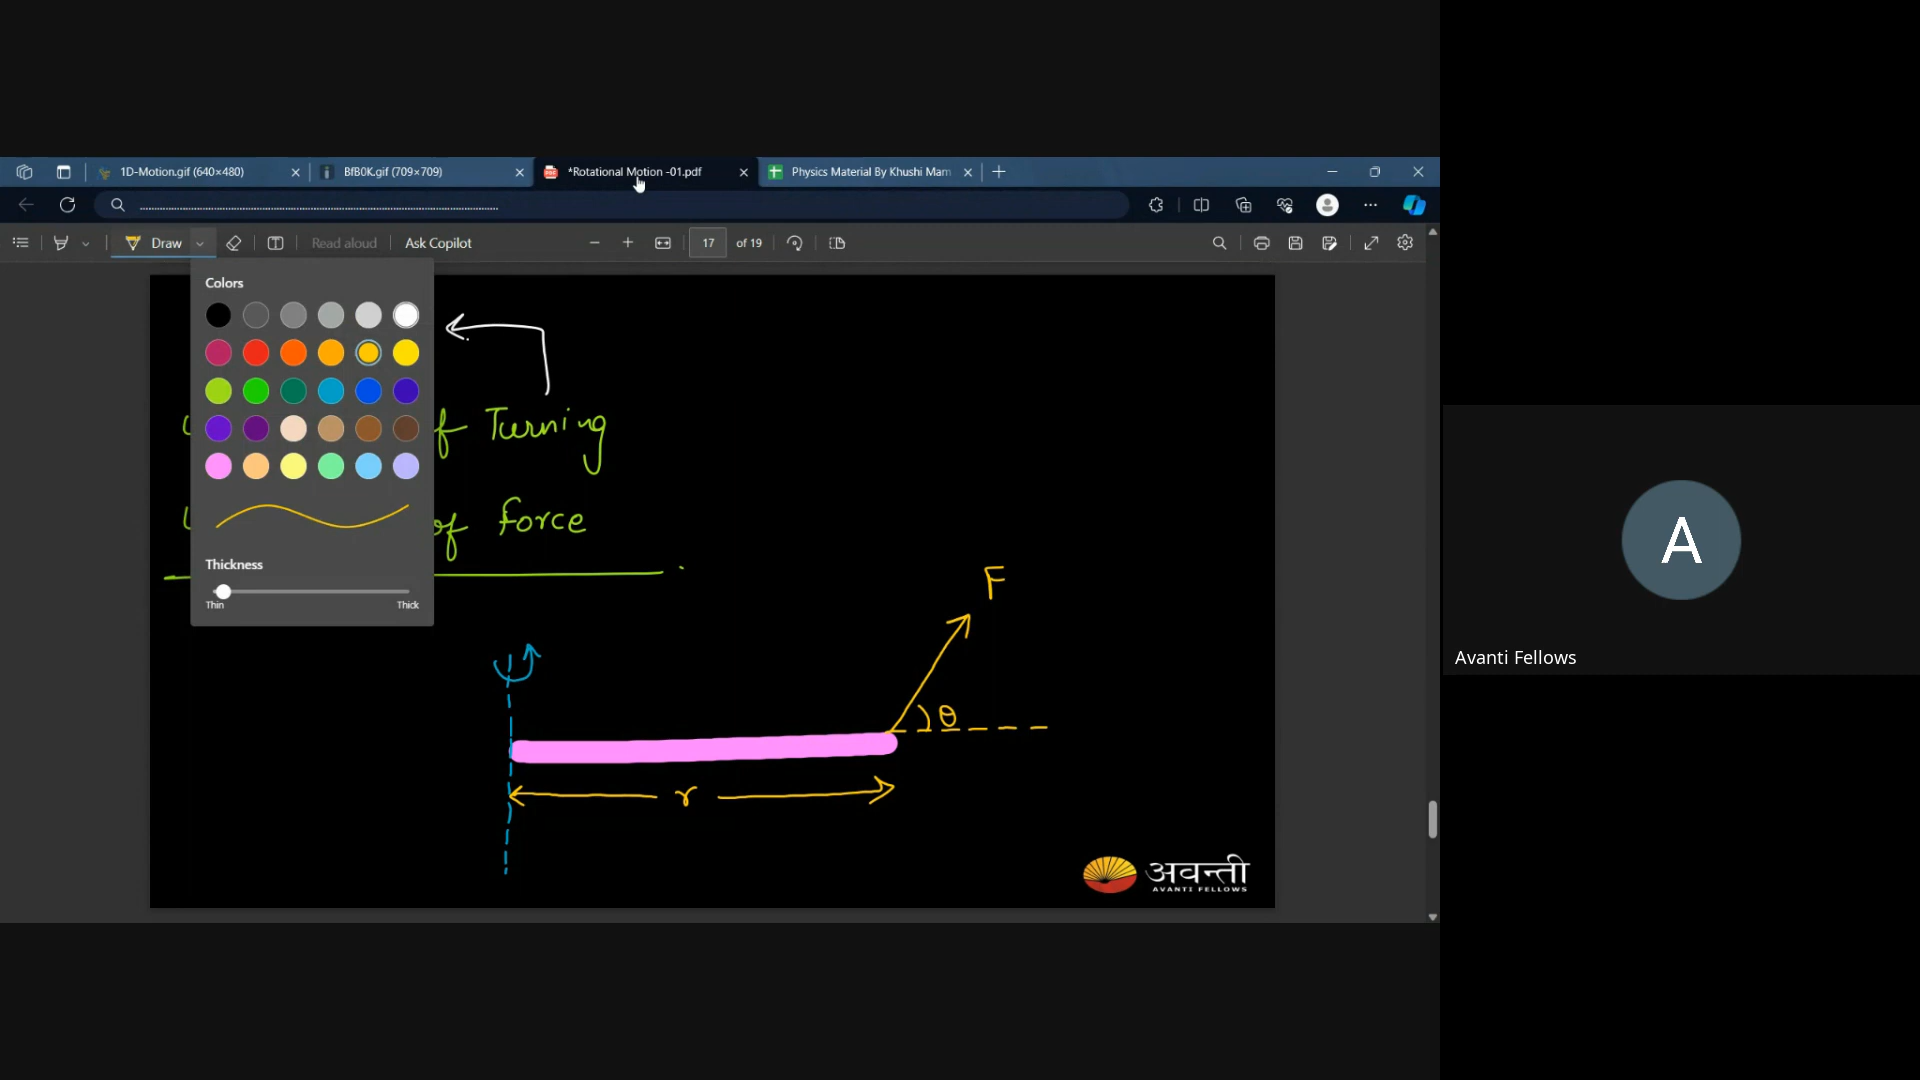 1D-Motion.gif (640×480)
BfB0K.gif (709×709)
*Rotational Motion -01.pdf
Physics Material By Khushi Mam
Draw
Read aloud
Ask Copilot
17 of 19
Colors
of Turning
of force
Thickness
Thin
Thick
F
θ
r
अवन्ती
AVANTI FELLOWS
A
Avanti Fellows